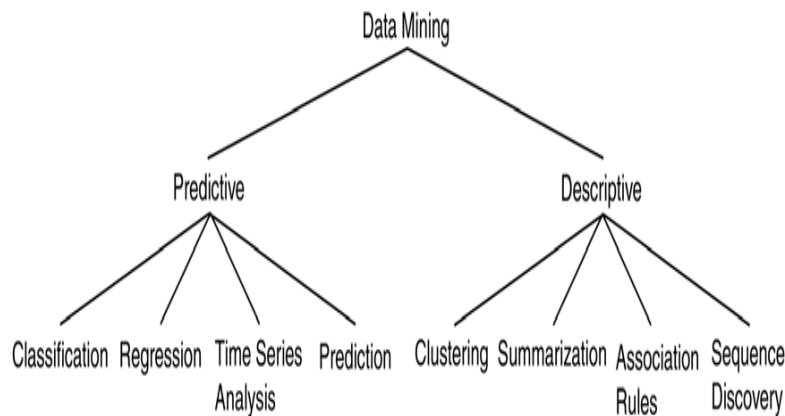 Data Mining
Predictive
Descriptive
Classification
Regression
Time Series
Analysis
Prediction
Clustering
Summarization
Association
Rules
Sequence
Discovery